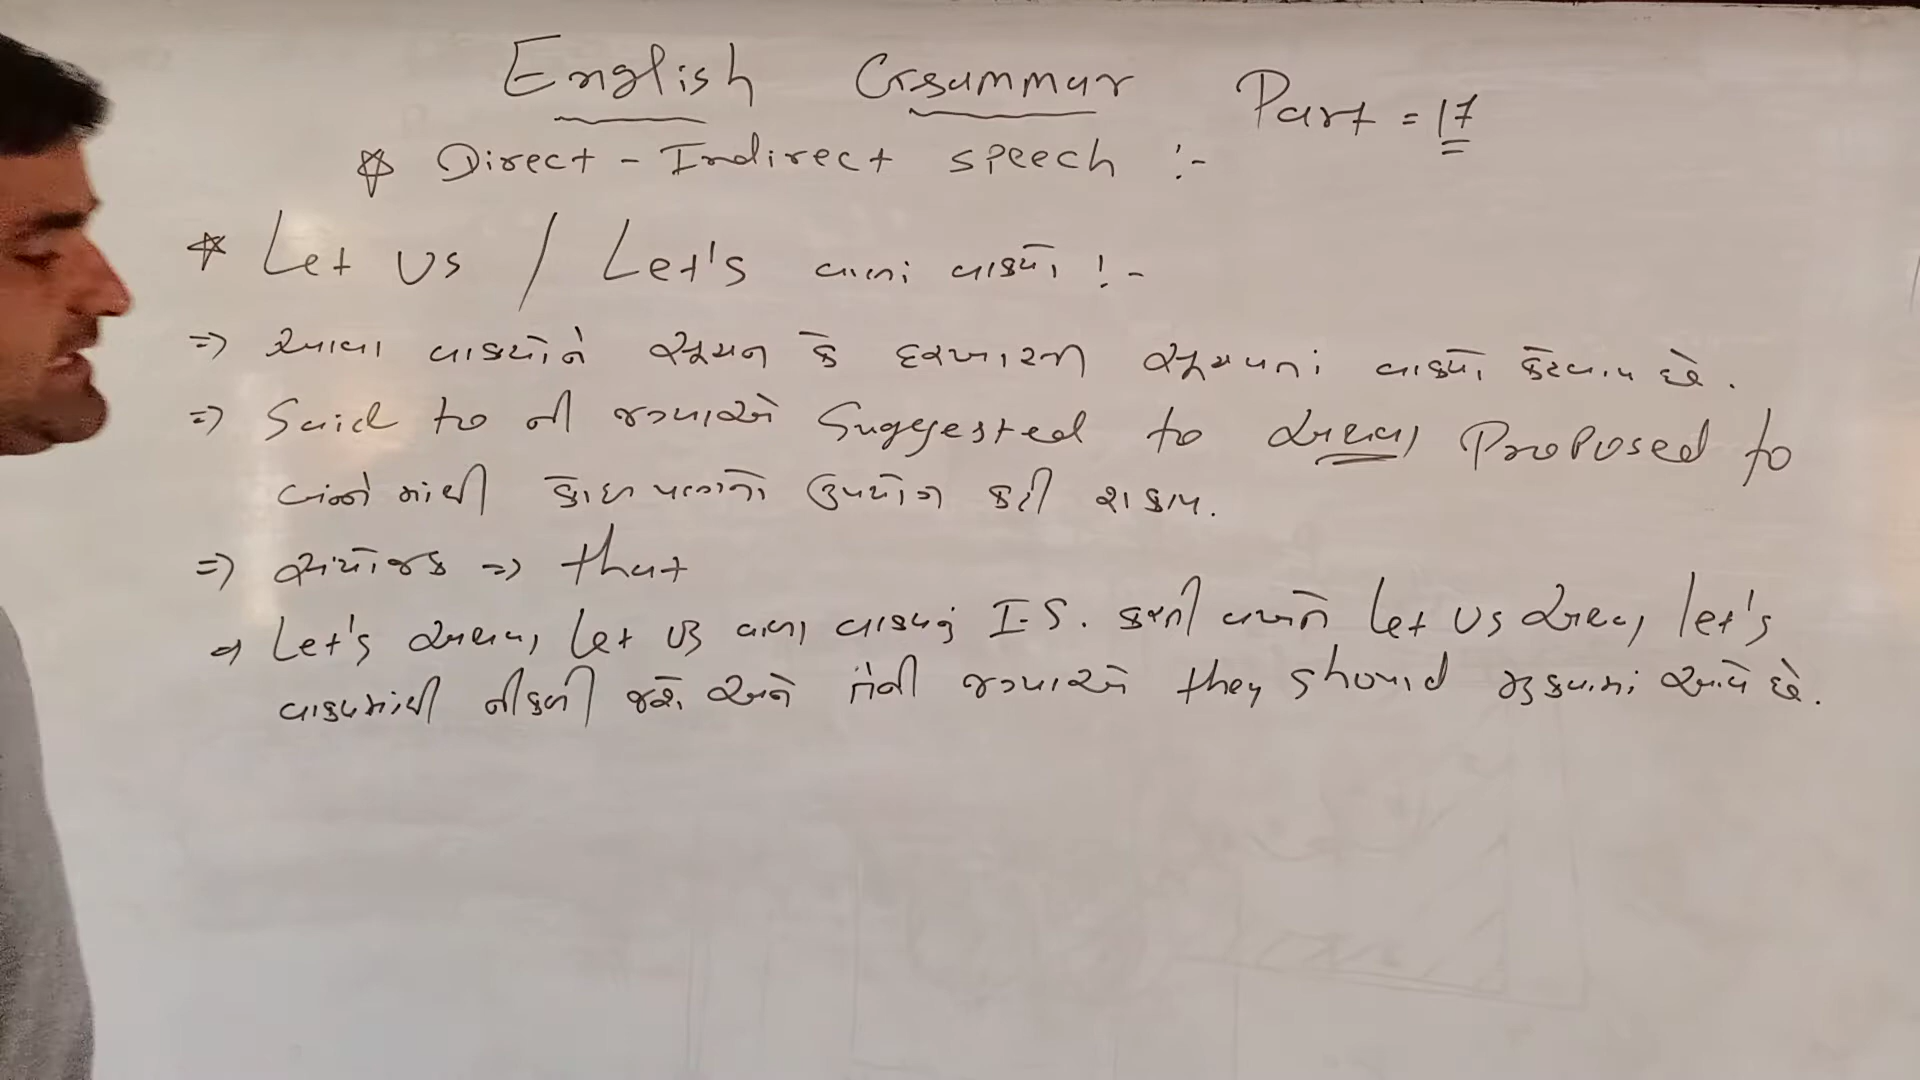 English Grammar Part = 17
* Direct - Indirect speech :-
* Let us / Let's વાળાં વાક્યો :-
=> આવા વાક્યોને સૂચન કે દરખાસ્ત સૂચવનાં વાક્યો કહેવાય છે.
=> Said to ની જગ્યાએ Suggested to અથવા Proposed to
બંને માંથી કોઈ પણનો ઉપયોગ કરી શકાય.
=> સંયોજક => that
=> Let's અથવા Let us વાળા વાક્યનું I.S. કરતી વખતે let us અથવા let's
વાક્યમાંથી નીકળી જશે અને તેની જગ્યાએ they should મુકવામાં આવે છે.